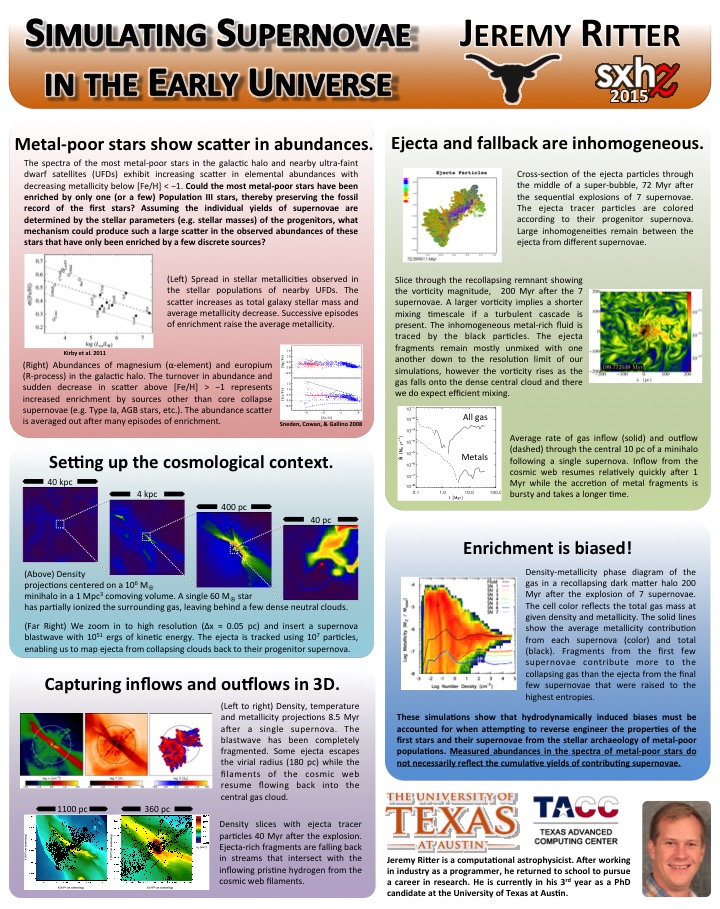 SIMULATING SUPERNOVAE
IN THE EARLY UNIVERSE
JEREMY RITTER
sxhz
2015
Metal-poor stars show scatter in abundances.
The spectra of the most metal-poor stars in the galactic halo and nearby ultra-faint
dwarf satellites (UFDs) exhibit increasing scatter in elemental abundances with
decreasing metallicity below [Fe/H] < −1. Could the most metal-poor stars have been
enriched by only one (or a few) Population III stars, thereby preserving the fossil
record of the first stars? Assuming the individual yields of supernovae are
determined by the stellar parameters (e.g. stellar masses) of the progenitors, what
mechanism could produce such a large scatter in the observed abundances of these
stars that have only been enriched by a few discrete sources?
(Left) Spread in stellar metallicities observed in
the stellar populations of nearby UFDs. The
scatter increases as total galaxy stellar mass and
average metallicity decrease. Successive episodes
of enrichment raise the average metallicity.
Kirby et al. 2011
(Right) Abundances of magnesium (α-element) and europium
(R-process) in the galactic halo. The turnover in abundance and
sudden decrease in scatter above [Fe/H] > −1 represents
increased enrichment by sources other than core collapse
supernovae (e.g. Type Ia, AGB stars, etc.). The abundance scatter
is averaged out after many episodes of enrichment.
Sneden, Cowan, & Gallino 2008
Setting up the cosmological context.
40 kpc
4 kpc
400 pc
40 pc
(Above) Density
projections centered on a 10⁶ M⊙
minihalo in a 1 Mpc³ comoving volume. A single 60 M⊙ star
has partially ionized the surrounding gas, leaving behind a few dense neutral clouds.
(Far Right) We zoom in to high resolution (Δx = 0.05 pc) and insert a supernova
blastwave with 10⁵¹ ergs of kinetic energy. The ejecta is tracked using 10⁷ particles,
enabling us to map ejecta from collapsing clouds back to their progenitor supernova.
Capturing inflows and outflows in 3D.
(Left to right) Density, temperature
and metallicity projections 8.5 Myr
after a single supernova. The
blastwave has been completely
fragmented. Some ejecta escapes
the virial radius (180 pc) while the
filaments of the cosmic web
resume flowing back into the
central gas cloud.
1100 pc
360 pc
Density slices with ejecta tracer
particles 40 Myr after the explosion.
Ejecta-rich fragments are falling back
in streams that intersect with the
inflowing pristine hydrogen from the
cosmic web filaments.
Ejecta and fallback are inhomogeneous.
Ejecta Particles
Cross-section of the ejecta particles through
the middle of a super-bubble, 72 Myr after
the sequential explosions of 7 supernovae.
The ejecta tracer particles are colored
according to their progenitor supernova.
Large inhomogeneities remain between the
ejecta from different supernovae.
Slice through the recollapsing remnant showing
the vorticity magnitude, 200 Myr after the 7
supernovae. A larger vorticity implies a shorter
mixing timescale if a turbulent cascade is
present. The inhomogeneous metal-rich fluid is
traced by the black particles. The ejecta
fragments remain mostly unmixed with one
another down to the resolution limit of our
simulations, however the vorticity rises as the
gas falls onto the dense central cloud and there
we do expect efficient mixing.
All gas
Metals
Average rate of gas inflow (solid) and outflow
(dashed) through the central 10 pc of a minihalo
following a single supernova. Inflow from the
cosmic web resumes relatively quickly after 1
Myr while the accretion of metal fragments is
bursty and takes a longer time.
Enrichment is biased!
Log Number Density [cm⁻³]
Density-metallicity phase diagram of the
gas in a recollapsing dark matter halo 200
Myr after the explosion of 7 supernovae.
The cell color reflects the total gas mass at
given density and metallicity. The solid lines
show the average metallicity contribution
from each supernova (color) and total
(black). Fragments from the first few
supernovae contribute more to the
collapsing gas than the ejecta from the final
few supernovae that were raised to the
highest entropies.
These simulations show that hydrodynamically induced biases must be
accounted for when attempting to reverse engineer the properties of the
first stars and their supernovae from the stellar archaeology of metal-poor
populations. Measured abundances in the spectra of metal-poor stars do
not necessarily reflect the cumulative yields of contributing supernovae.
THE UNIVERSITY OF
TEXAS
AT AUSTIN
TACC
TEXAS ADVANCED
COMPUTING CENTER
Jeremy Ritter is a computational astrophysicist. After working
in industry as a programmer, he returned to school to pursue
a career in research. He is currently in his 3rd year as a PhD
candidate at the University of Texas at Austin.